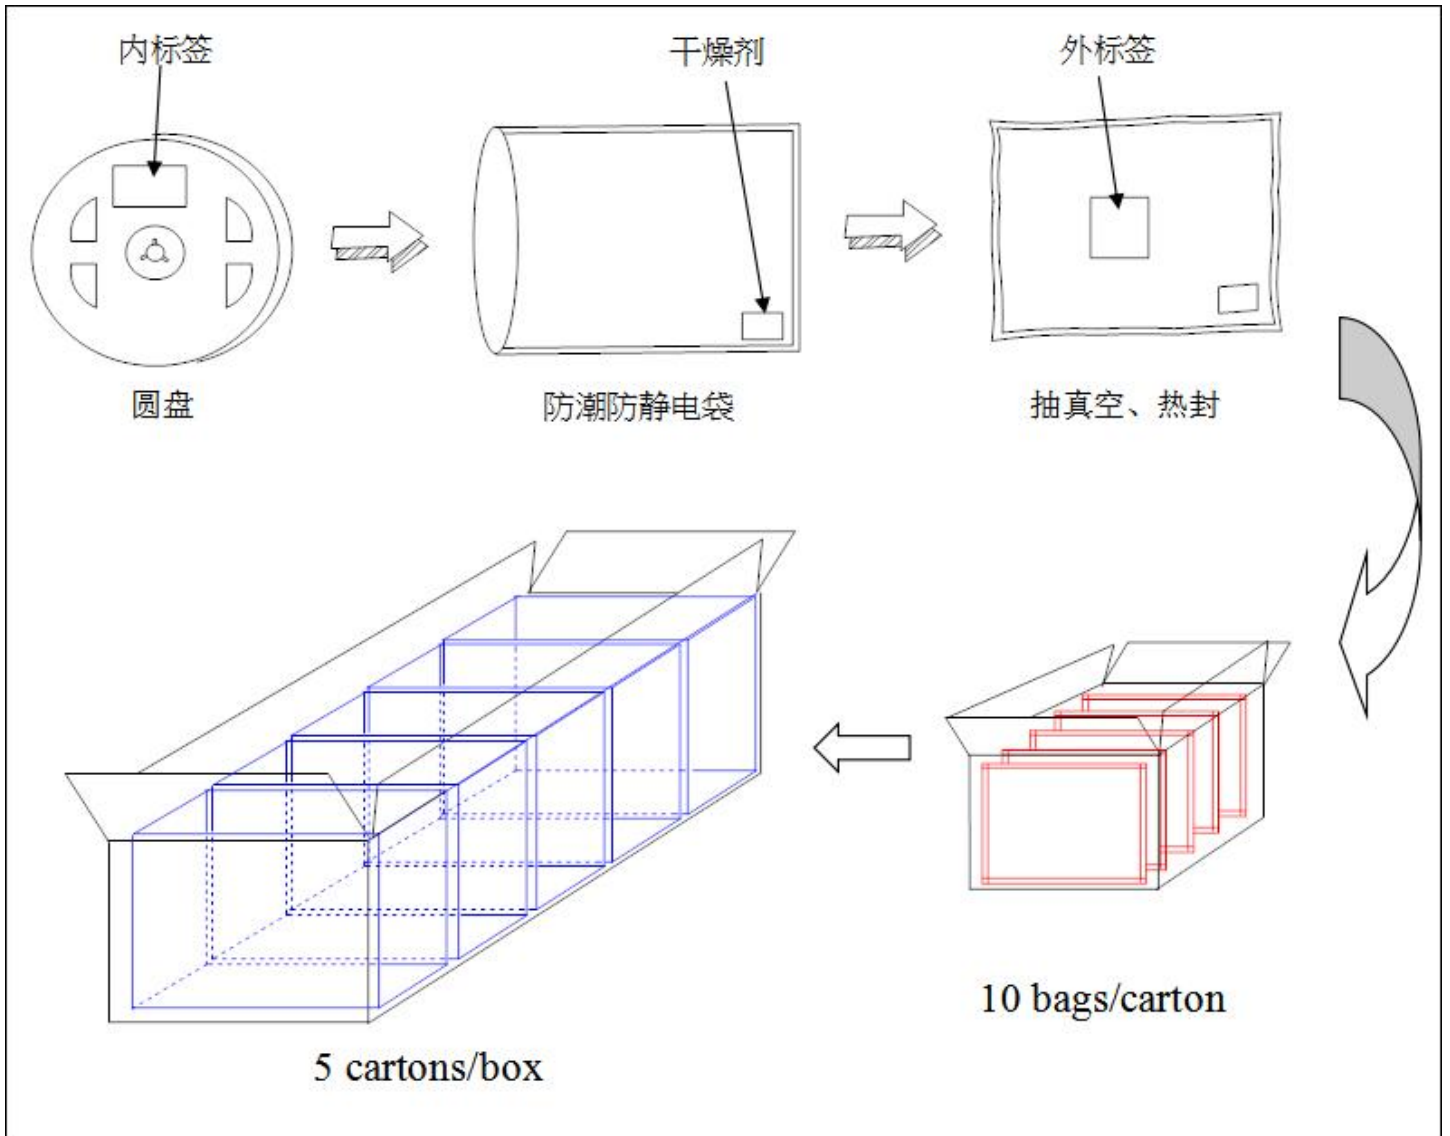 内标签
干燥剂
外标签
圆盘
防潮防静电袋
抽真空、热封
10 bags/carton
5 cartons/box